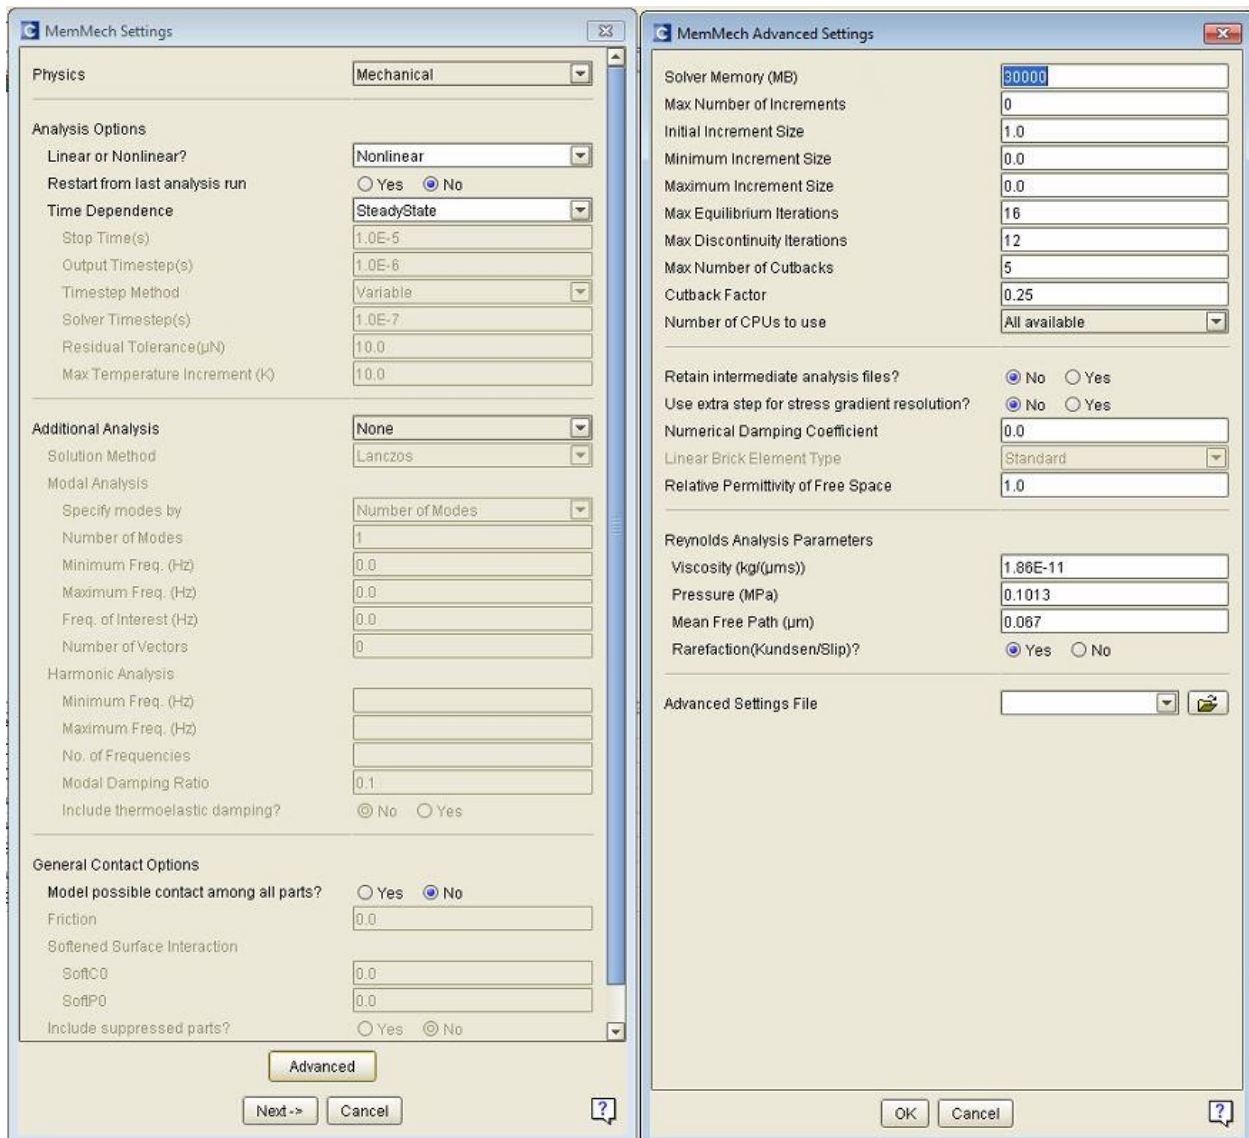 MemMech Settings
Physics Mechanical
Analysis Options
Linear or Nonlinear? Nonlinear
Restart from last analysis run Yes No
Time Dependence SteadyState
Stop Time(s) 1.0E-5
Output Timestep(s) 1.0E-6
Timestep Method Variable
Solver Timestep(s) 1.0E-7
Residual Tolerance(µN) 10.0
Max Temperature Increment (K) 10.0
Additional Analysis None
Solution Method Lanczos
Modal Analysis
Specify modes by Number of Modes
Number of Modes 1
Minimum Freq. (Hz) 0.0
Maximum Freq. (Hz) 0.0
Freq. of Interest (Hz) 0.0
Number of Vectors 0
Harmonic Analysis
Minimum Freq. (Hz)
Maximum Freq. (Hz)
No. of Frequencies
Modal Damping Ratio 0.1
Include thermoelastic damping? No Yes
General Contact Options
Model possible contact among all parts? Yes No
Friction 0.0
Softened Surface Interaction
SoftC0 0.0
SoftP0 0.0
Include suppressed parts? Yes No
Advanced
Next-> Cancel
MemMech Advanced Settings
Solver Memory (MB) 30000
Max Number of Increments 0
Initial Increment Size 1.0
Minimum Increment Size 0.0
Maximum Increment Size 0.0
Max Equilibrium Iterations 16
Max Discontinuity Iterations 12
Max Number of Cutbacks 5
Cutback Factor 0.25
Number of CPUs to use All available
Retain intermediate analysis files? No Yes
Use extra step for stress gradient resolution? No Yes
Numerical Damping Coefficient 0.0
Linear Brick Element Type Standard
Relative Permittivity of Free Space 1.0
Reynolds Analysis Parameters
Viscosity (kg/(µms)) 1.86E-11
Pressure (MPa) 0.1013
Mean Free Path (µm) 0.067
Rarefaction(Kundsen/Slip)? Yes No
Advanced Settings File
OK Cancel